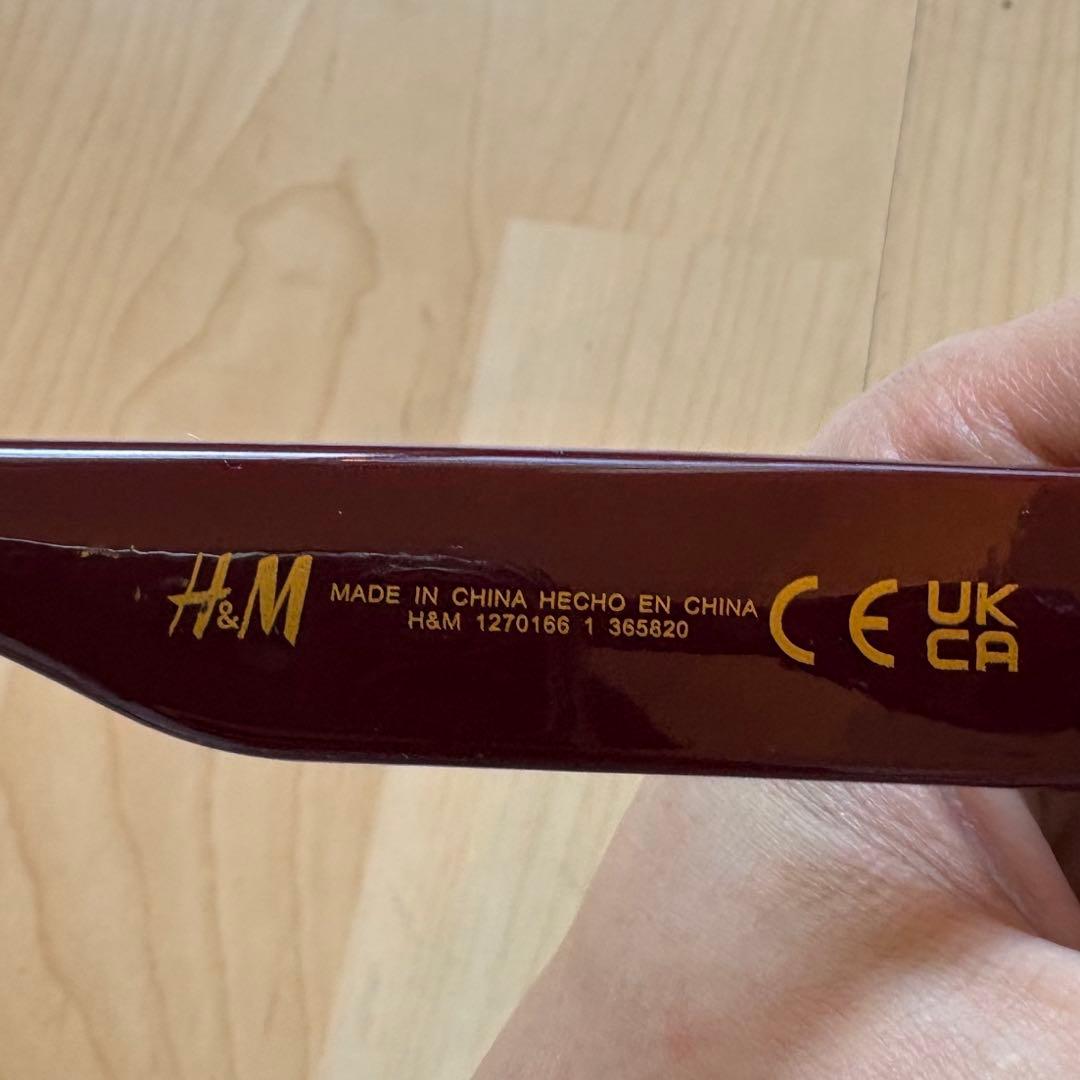 H&M
MADE IN CHINA HECHO EN CHINA
H&M 1270166 1 365820
CE
UK
CA